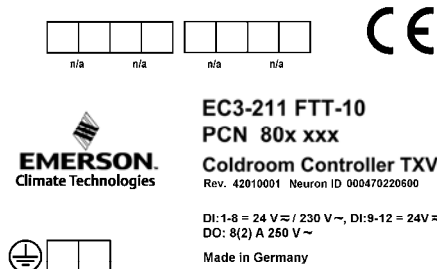 n/a n/a n/a n/a
CE
EC3-211 FTT-10
PCN 80x xxx
EMERSON.
Climate Technologies
Coldroom Controller TXV
Rev. 42010001 Neuron ID 000470220600
DI:1-8 = 24 V ≂ / 230 V ~, DI:9-12 = 24V ≂
DO: 8(2) A 250 V ~
Made in Germany